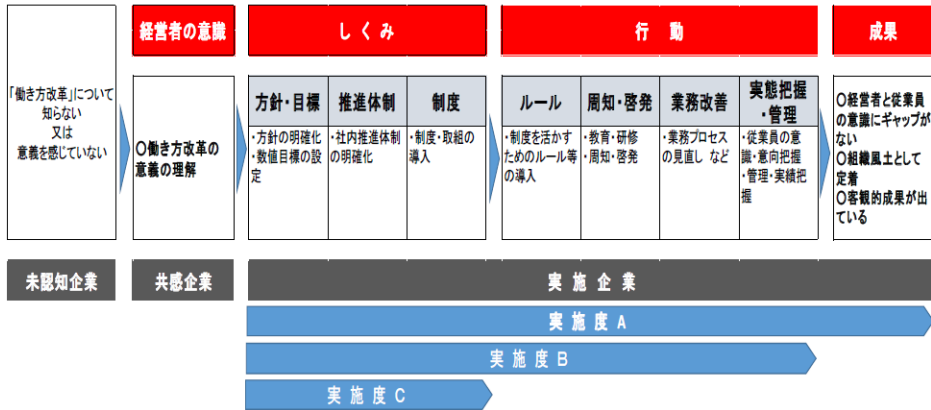 経営者の意識
しくみ
行動
成果
「働き方改革」について
知らない
又は
意義を感じていない
〇働き方改革の
意義の理解
方針・目標
・方針の明確化
・数値目標の設
定
推進体制
・社内推進体制
の明確化
制度
・制度・取組の
導入
ルール
・制度を活かす
ためのルール等
の導入
周知・啓発
・教育・研修
・周知・啓発
業務改善
・業務プロセス
の見直し など
実態把握
・管理
・従業員の意
識・意向把握
・管理・実績把
握
〇経営者と従業員
の意識にギャップが
ない
〇組織風土として
定着
〇客観的成果が出
ている
未認知企業
共感企業
実施企業
実施度A
実施度B
実施度C